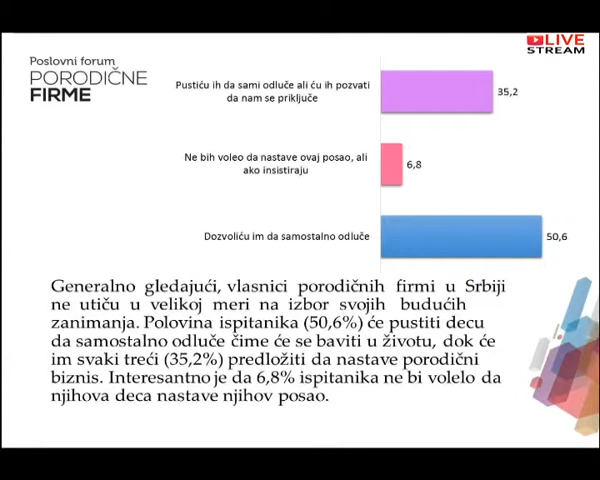 LIVE
STREAM
Poslovni forum
PORODIČNE
FIRME
Pustiću ih da sami odluče ali ću ih pozvati
da nam se priključe
35,2
Ne bih voleo da nastave ovaj posao, ali
ako insistiraju
6,8
Dozvoliću im da samostalno odluče
50,6
Generalno gledajući, vlasnici porodičnih firmi u Srbiji
ne utiču u velikoj meri na izbor svojih budućih
zanimanja. Polovina ispitanika (50,6%) će pustiti decu
da samostalno odluče čime će se baviti u životu, dok će
im svaki treći (35,2%) predložiti da nastave porodični
biznis. Interesantno je da 6,8% ispitanika ne bi volelo da
njihova deca nastave njihov posao.